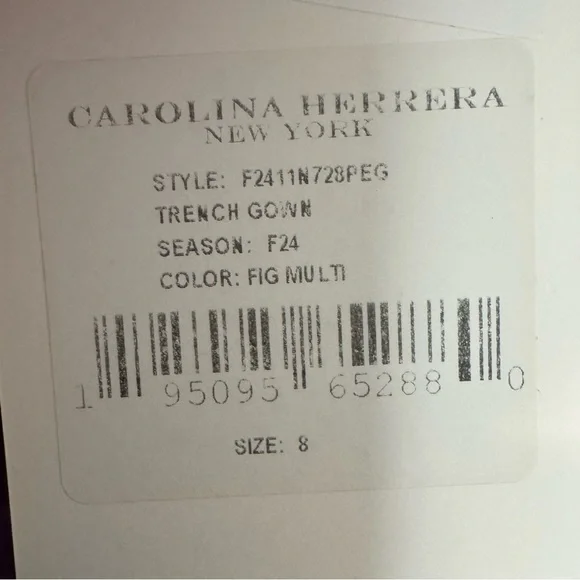 CAROLINA HERRERA
NEW YORK
STYLE: F2411N728PEG
TRENCH GOWN
SEASON: F24
COLOR: FIG MULTI
1 95095 65288 0
SIZE: 8